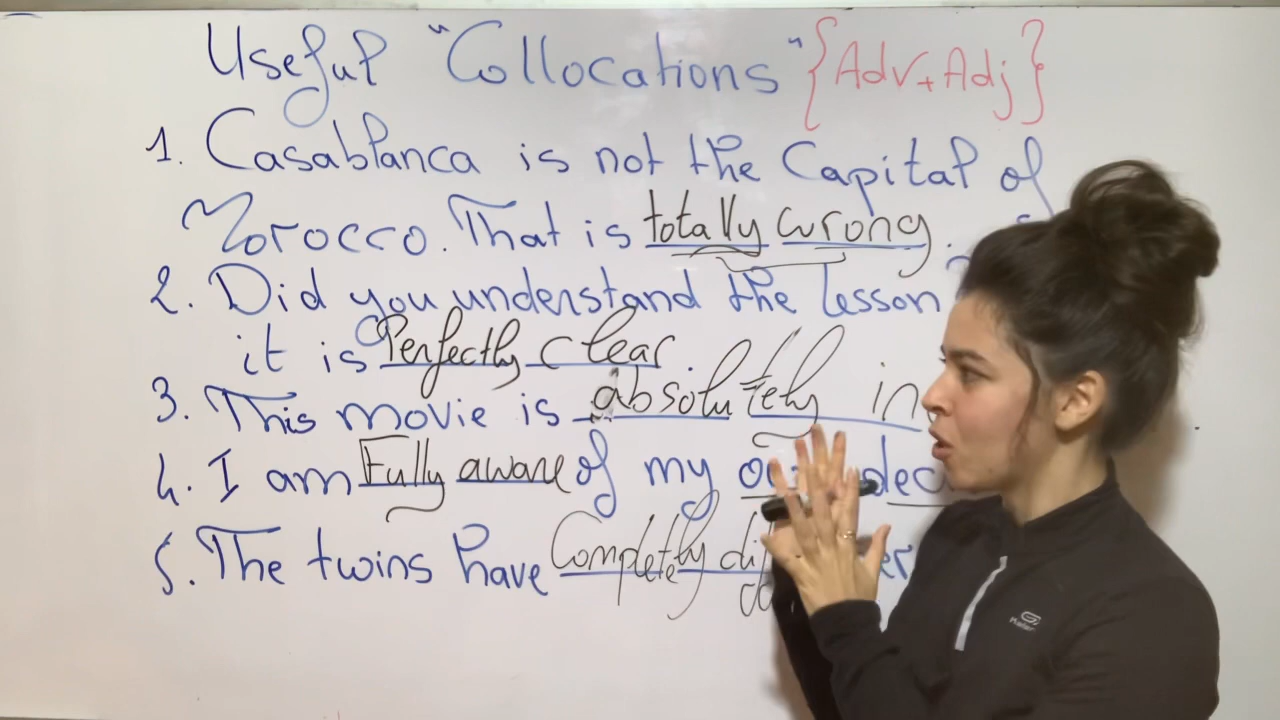 Useful "Collocations" {Adv+Adj}
1. Casablanca is not the Capital of
Morocco. That is totally wrong.
2. Did you understand the lesson
it is Perfectly clear
3. This movie is absolutely in
4. I am Fully aware of my
5. The twins have Completly